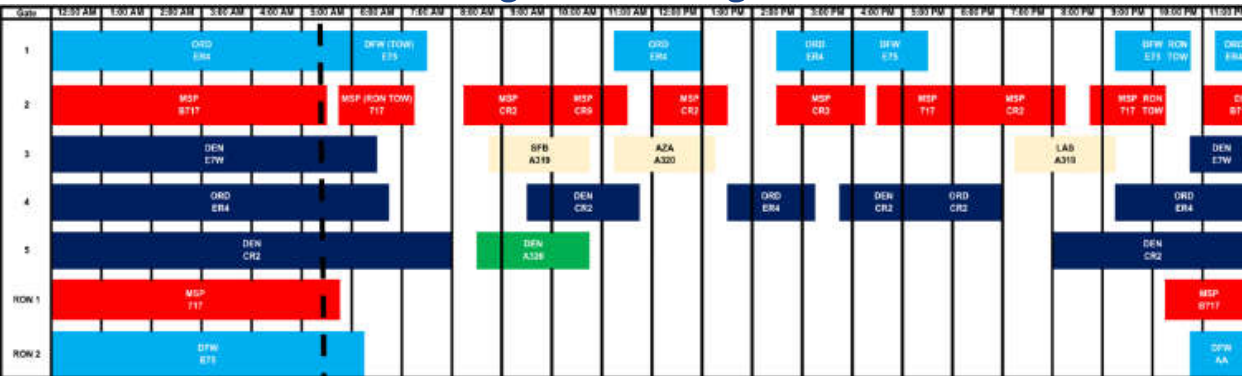 Gate 12:00 AM 1:00 AM 2:00 AM 3:00 AM 4:00 AM 5:00 AM 6:00 AM 7:00 AM 8:00 AM 9:00 AM 10:00 AM 11:00 AM 12:00 PM 1:00 PM 2:00 PM 3:00 PM 4:00 PM 5:00 PM 6:00 PM 7:00 PM 8:00 PM 9:00 PM 10:00 PM 11:00 PM
ORD DFW (TOW) ORD ORD DFW DFW RON ORD
1
ER4 E75 ER4 ER4 E75 E75 TOW ER4
MSP MSP (RON TOW) MSP MSP MSP MSP MSP MSP MSP RON
2
B717 717 CR2 CR9 CR2 CR2 717 CR2 717 TOW
DEN SFB AZA LAS DEN
3
E7W A319 A320 A319 E7W
ORD DEN ORD DEN ORD ORD
4
ER4 CR2 ER4 CR2 CR2 ER4
DEN DEN DEN
5
CR2 CR2
MSP MSP
RON 1
717 B717
DFW DFW
RON 2
E75 AA